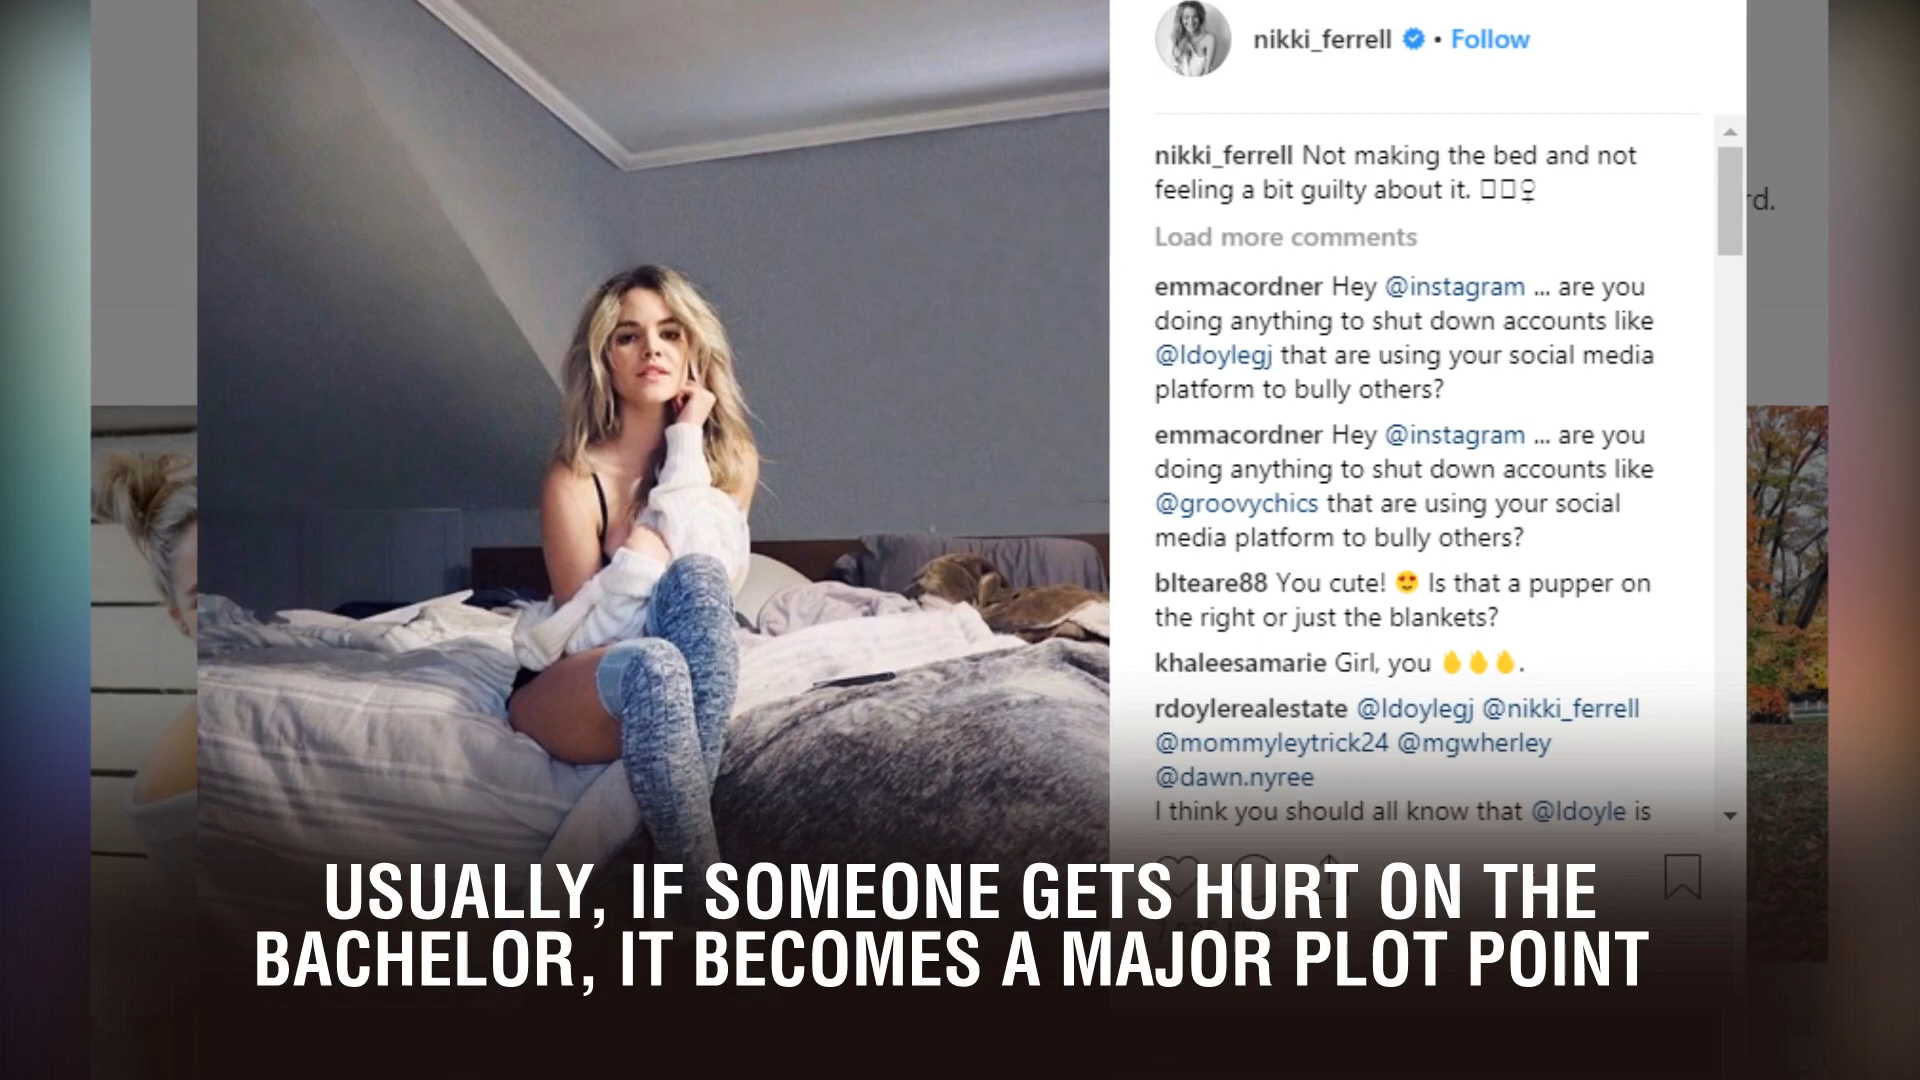 nikki_ferrell • Follow
rd.
nikki_ferrell Not making the bed and not
feeling a bit guilty about it. □□♀
Load more comments
emmacordner Hey @instagram ... are you
doing anything to shut down accounts like
@ldoylegj that are using your social media
platform to bully others?
emmacordner Hey @instagram ... are you
doing anything to shut down accounts like
@groovychics that are using your social
media platform to bully others?
blteare88 You cute! 😍 Is that a pupper on
the right or just the blankets?
khaleesamarie Girl, you 🔥🔥🔥.
rdoylerealestate @ldoylegj @nikki_ferrell
@mommyleytrick24 @mgwherley
@dawn.nyree
I think you should all know that @ldoyle is
USUALLY, IF SOMEONE GETS HURT ON THE
BACHELOR, IT BECOMES A MAJOR PLOT POINT